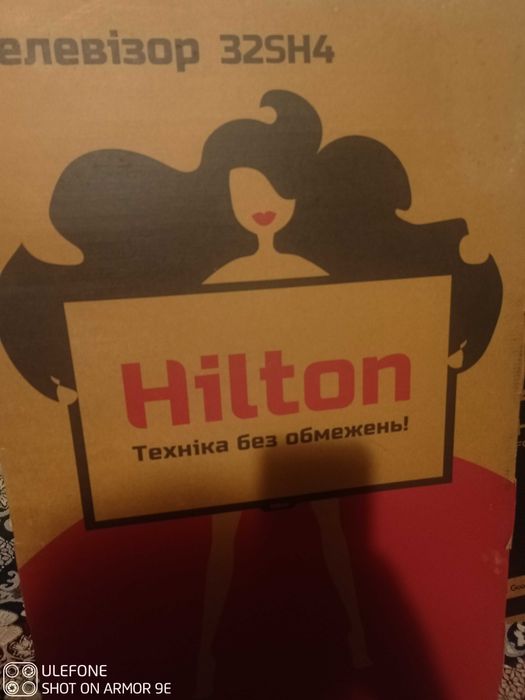 елевізор 32SH4
Hilton
Техніка без обмежень!
ULEFONE
SHOT ON ARMOR 9E